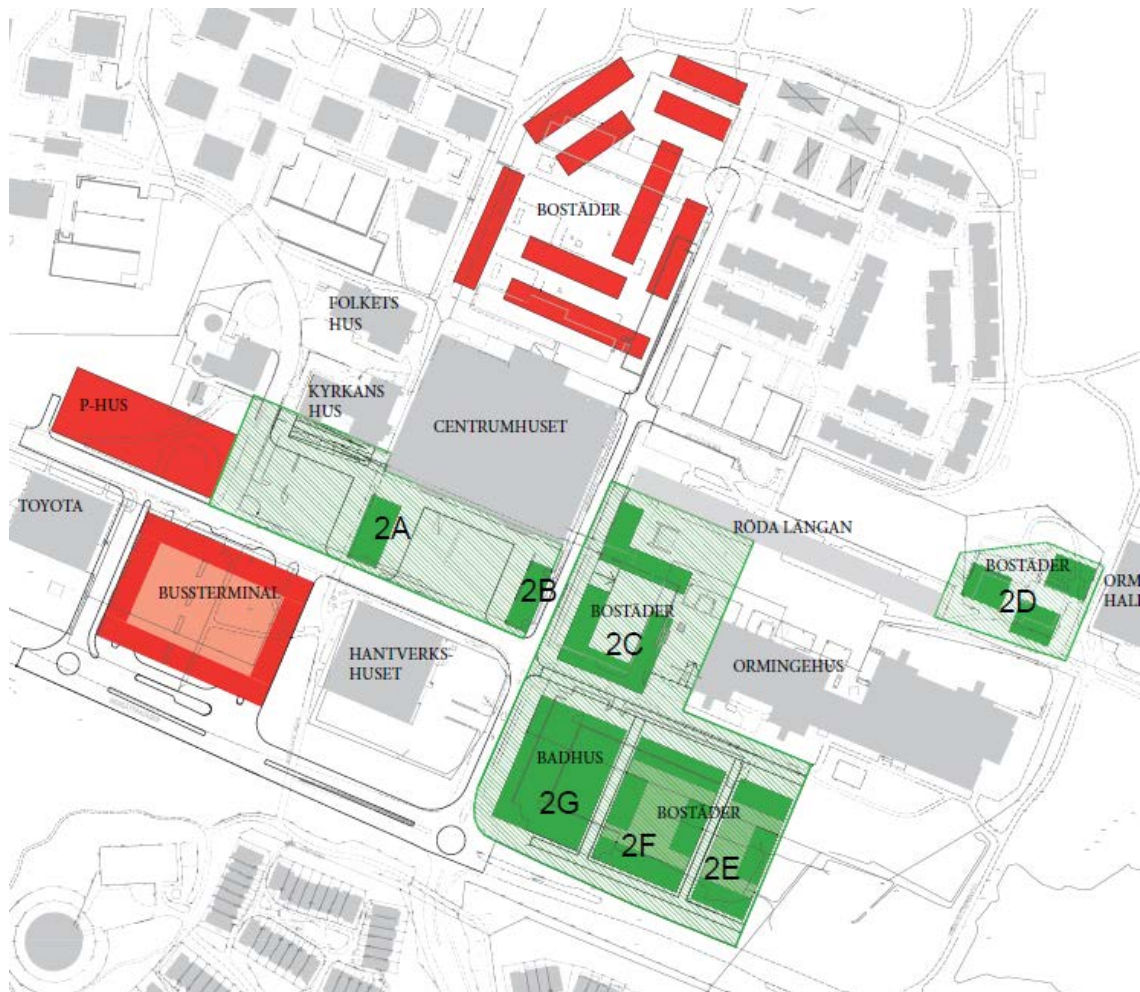 BOSTÄDER
FOLKETS
HUS
P-HUS
KYRKANS
HUS
CENTRUMHUSET
TOYOTA
2A
RÖDA LÄNGAN
BUSSTERMINAL
2B
BOSTÄDER
2C
BOSTÄDER
2D
HANTVERKS-
HUSET
ORMINGEHUS
BADHUS
2G
BOSTÄDER
2F
2E